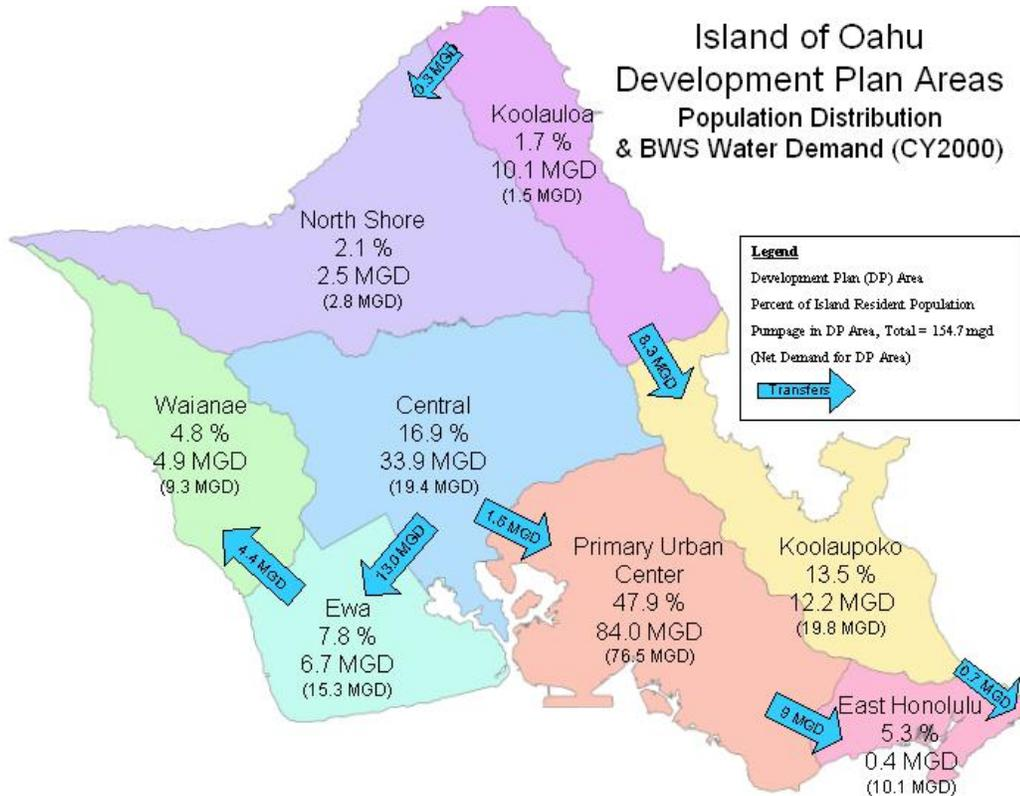 Island of Oahu
Development Plan Areas
Population Distribution
& BWS Water Demand (CY2000)
0.3 MGD
Koolauloa
1.7 %
10.1 MGD
(1.5 MGD)
North Shore
2.1 %
2.5 MGD
(2.8 MGD)
Legend
Development Plan (DP) Area
Percent of Island Resident Population
Pumpage in DP Area, Total = 154.7 mgd
(Net Demand for DP Area)
Transfers
8.3 MGD
Waianae
4.8 %
4.9 MGD
(9.3 MGD)
Central
16.9 %
33.9 MGD
(19.4 MGD)
4.4 MGD
13.0 MGD
1.5 MGD
Ewa
7.8 %
6.7 MGD
(15.3 MGD)
Primary Urban
Center
47.9 %
84.0 MGD
(76.5 MGD)
Koolaupoko
13.5 %
12.2 MGD
(19.8 MGD)
0.7 MGD
9 MGD
East Honolulu
5.3 %
0.4 MGD
(10.1 MGD)